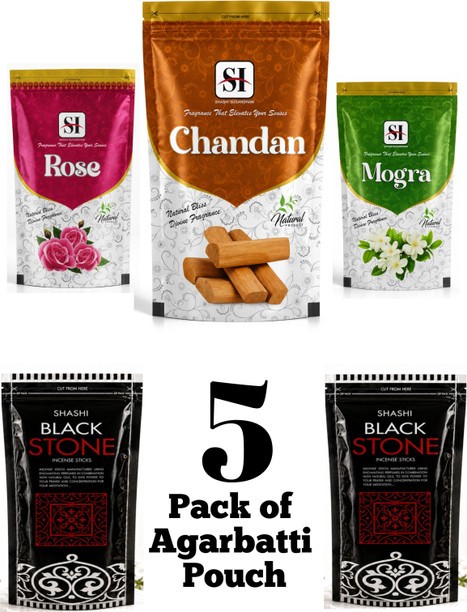 CUT FROM HERE
SI
Fragrance That Elevates Your Senses
Chandan
Natural Bliss
Divine Fragrance
Natural
PRODUCT
SI
Fragrance That Elevates Your Senses
Rose
Natural Bliss
Divine Fragrance
Natural
SI
Fragrance That Elevates Your Senses
Mogra
Natural Bliss
Divine Fragrance
Natural
CUT FROM HERE
SHASHI
BLACK
STONE
INCENSE STICKS
5
Pack of
Agarbatti
Pouch
CUT FROM HERE
SHASHI
BLACK
STONE
INCENSE STICKS